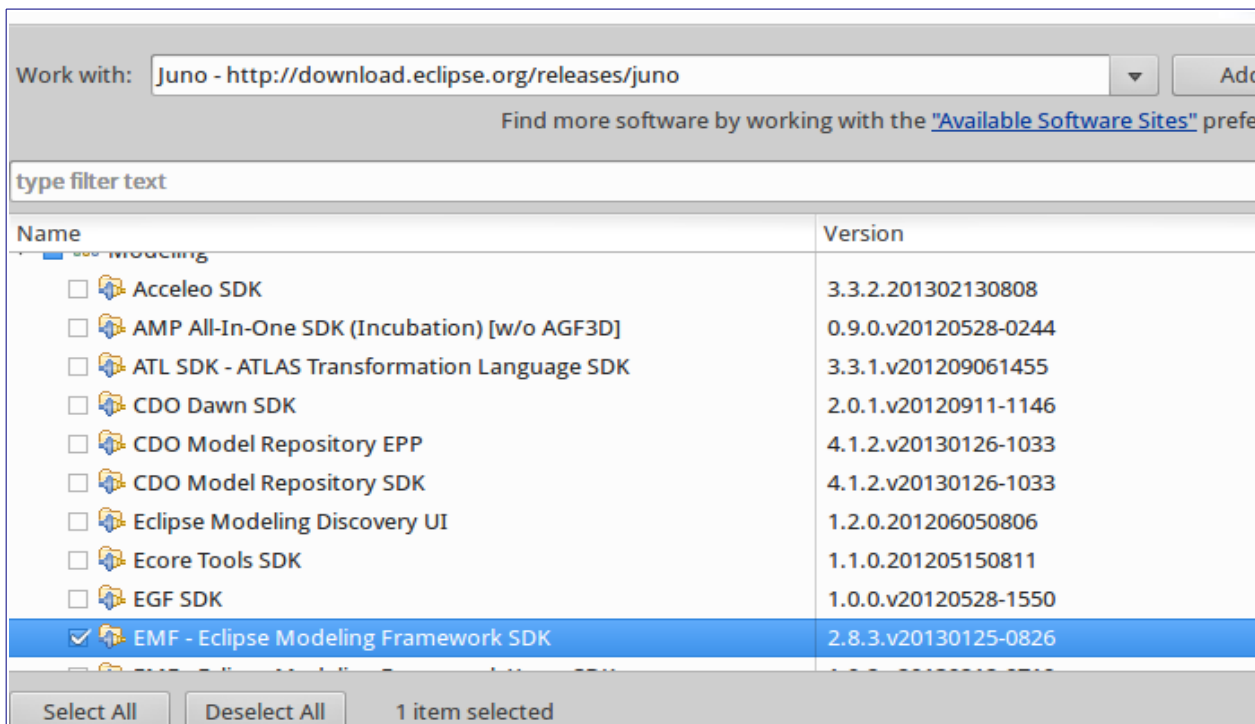 Work with: Juno - http://download.eclipse.org/releases/juno Add
Find more software by working with the "Available Software Sites" prefe
type filter text
Name Version
Modeling
Acceleo SDK 3.3.2.201302130808
AMP All-In-One SDK (Incubation) [w/o AGF3D] 0.9.0.v20120528-0244
ATL SDK - ATLAS Transformation Language SDK 3.3.1.v201209061455
CDO Dawn SDK 2.0.1.v20120911-1146
CDO Model Repository EPP 4.1.2.v20130126-1033
CDO Model Repository SDK 4.1.2.v20130126-1033
Eclipse Modeling Discovery UI 1.2.0.201206050806
Ecore Tools SDK 1.1.0.201205150811
EGF SDK 1.0.0.v20120528-1550
EMF - Eclipse Modeling Framework SDK 2.8.3.v20130125-0826
Select All Deselect All 1 item selected